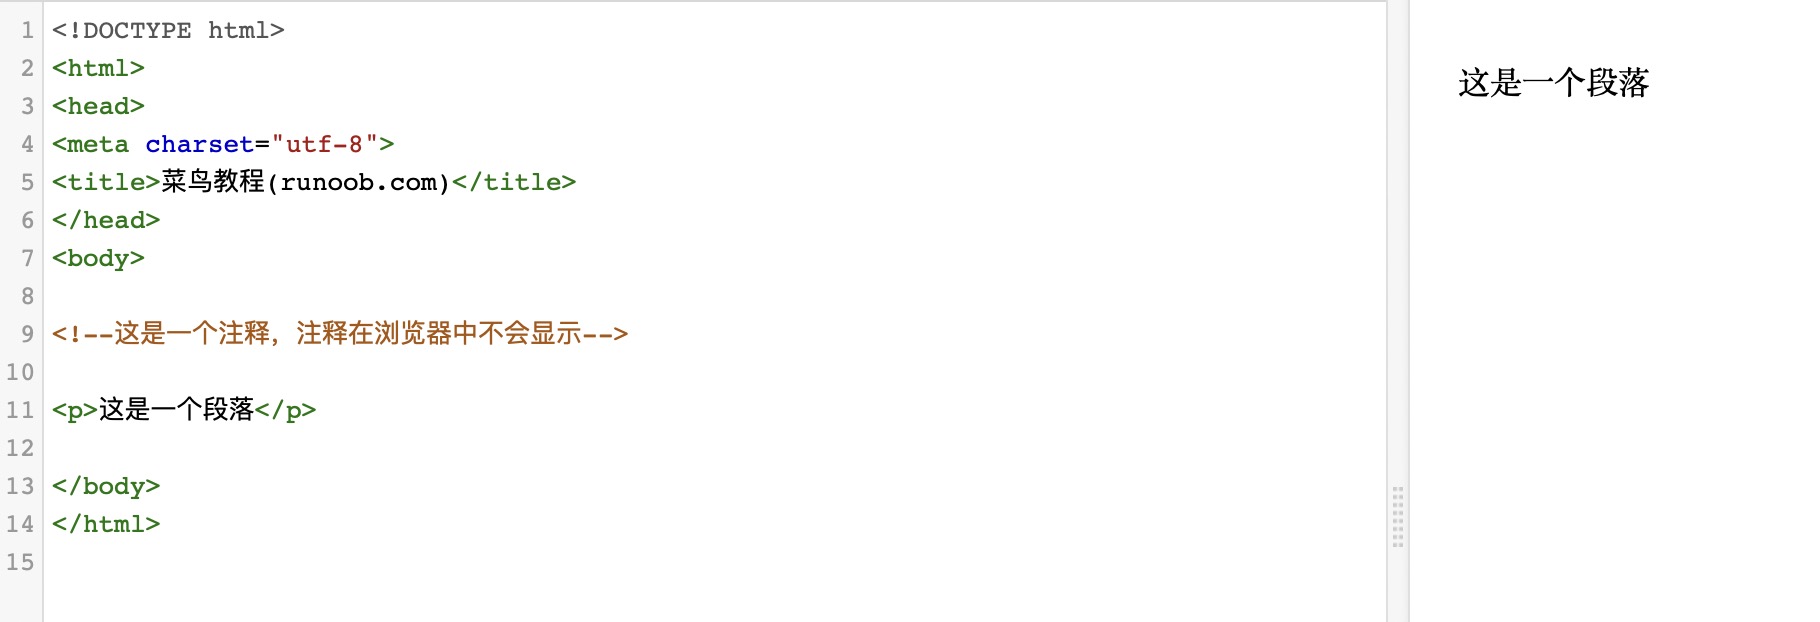 1 <!DOCTYPE html>
2 <html>
3 <head>
4 <meta charset="utf-8">
5 <title>菜鸟教程(runoob.com)</title>
6 </head>
7 <body>
8
9 <!--这是一个注释，注释在浏览器中不会显示-->
10
11 <p>这是一个段落</p>
12
13 </body>
14 </html>
15
这是一个段落